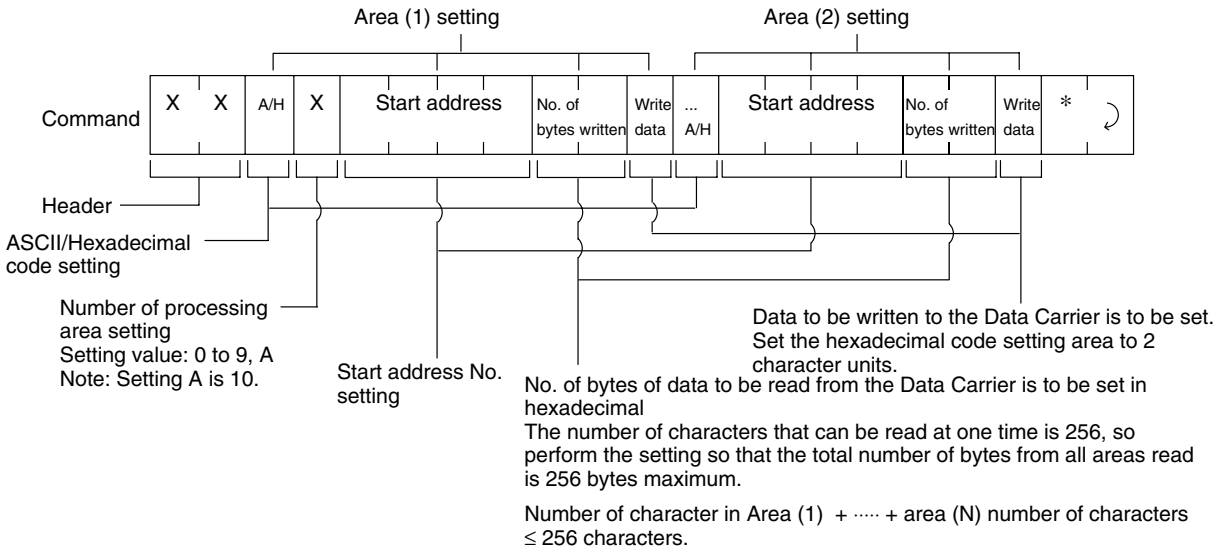 Area (1) setting
Area (2) setting
Command
X X
A/H
X
Start address
No. of
bytes written
Write
data
...
A/H
Start address
No. of
bytes written
Write
data
*
Header
ASCII/Hexadecimal
code setting
Number of processing
area setting
Setting value: 0 to 9, A
Note: Setting A is 10.
Start address No.
setting
Data to be written to the Data Carrier is to be set.
Set the hexadecimal code setting area to 2
character units.
No. of bytes of data to be read from the Data Carrier is to be set in
hexadecimal
The number of characters that can be read at one time is 256, so
perform the setting so that the total number of bytes from all areas read
is 256 bytes maximum.
Number of character in Area (1) + ····· + area (N) number of characters
≤ 256 characters.